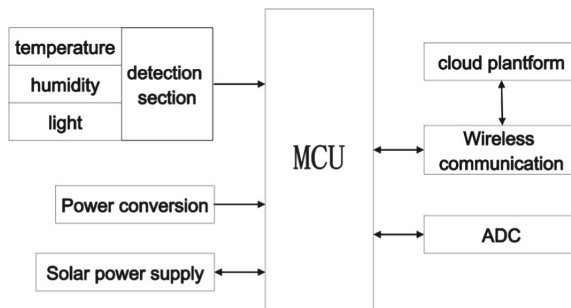 temperature
humidity
light
detection
section
Power conversion
Solar power supply
MCU
cloud plantform
Wireless
communication
ADC